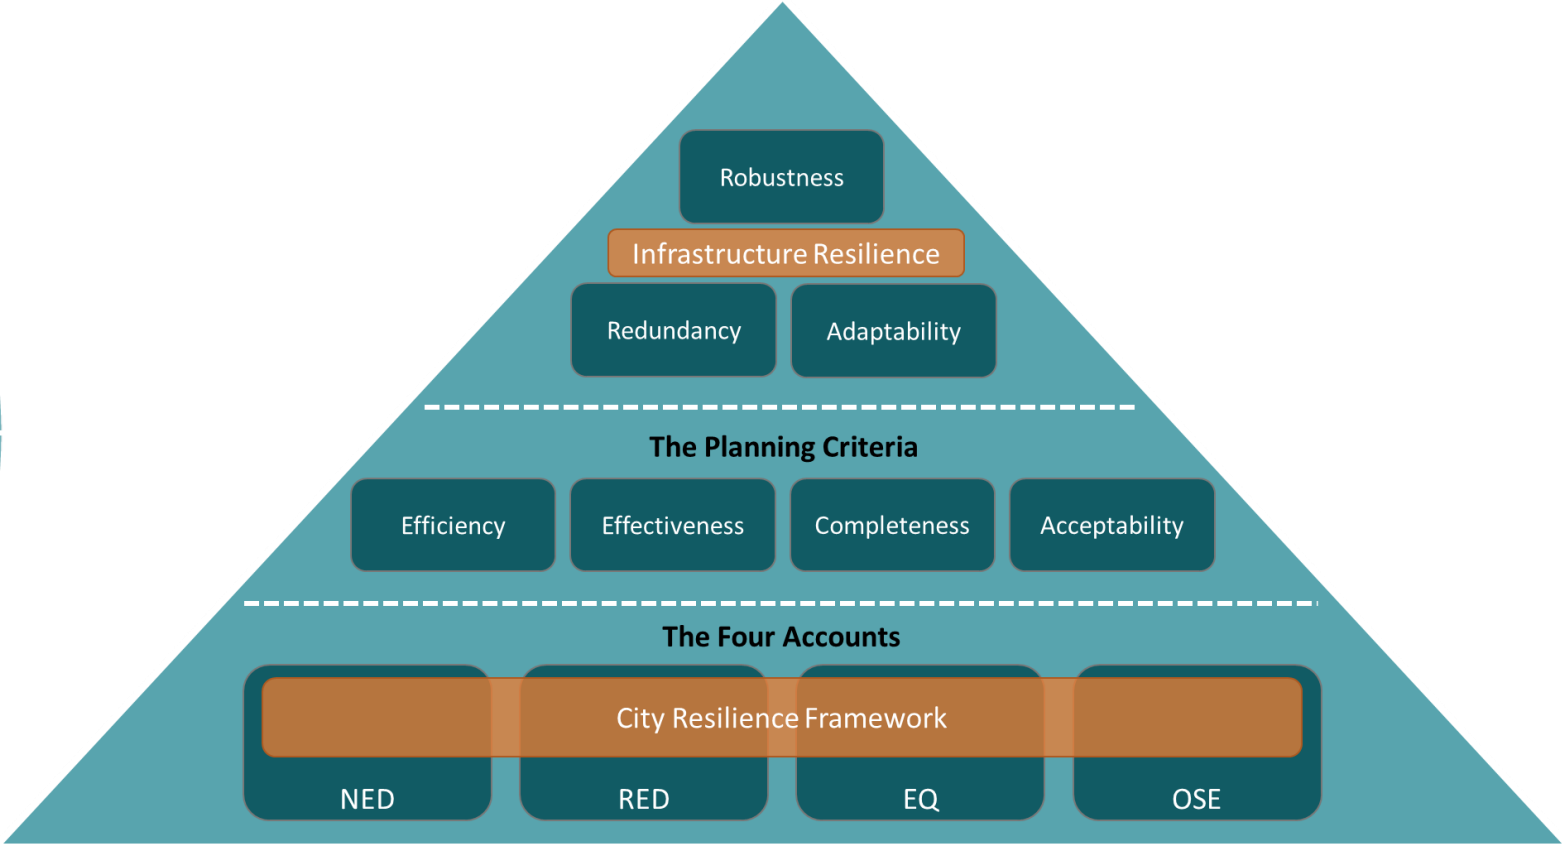 Robustness
Infrastructure Resilience
Redundancy
Adaptability
The Planning Criteria
Efficiency
Effectiveness
Completeness
Acceptability
The Four Accounts
City Resilience Framework
NED
RED
EQ
OSE